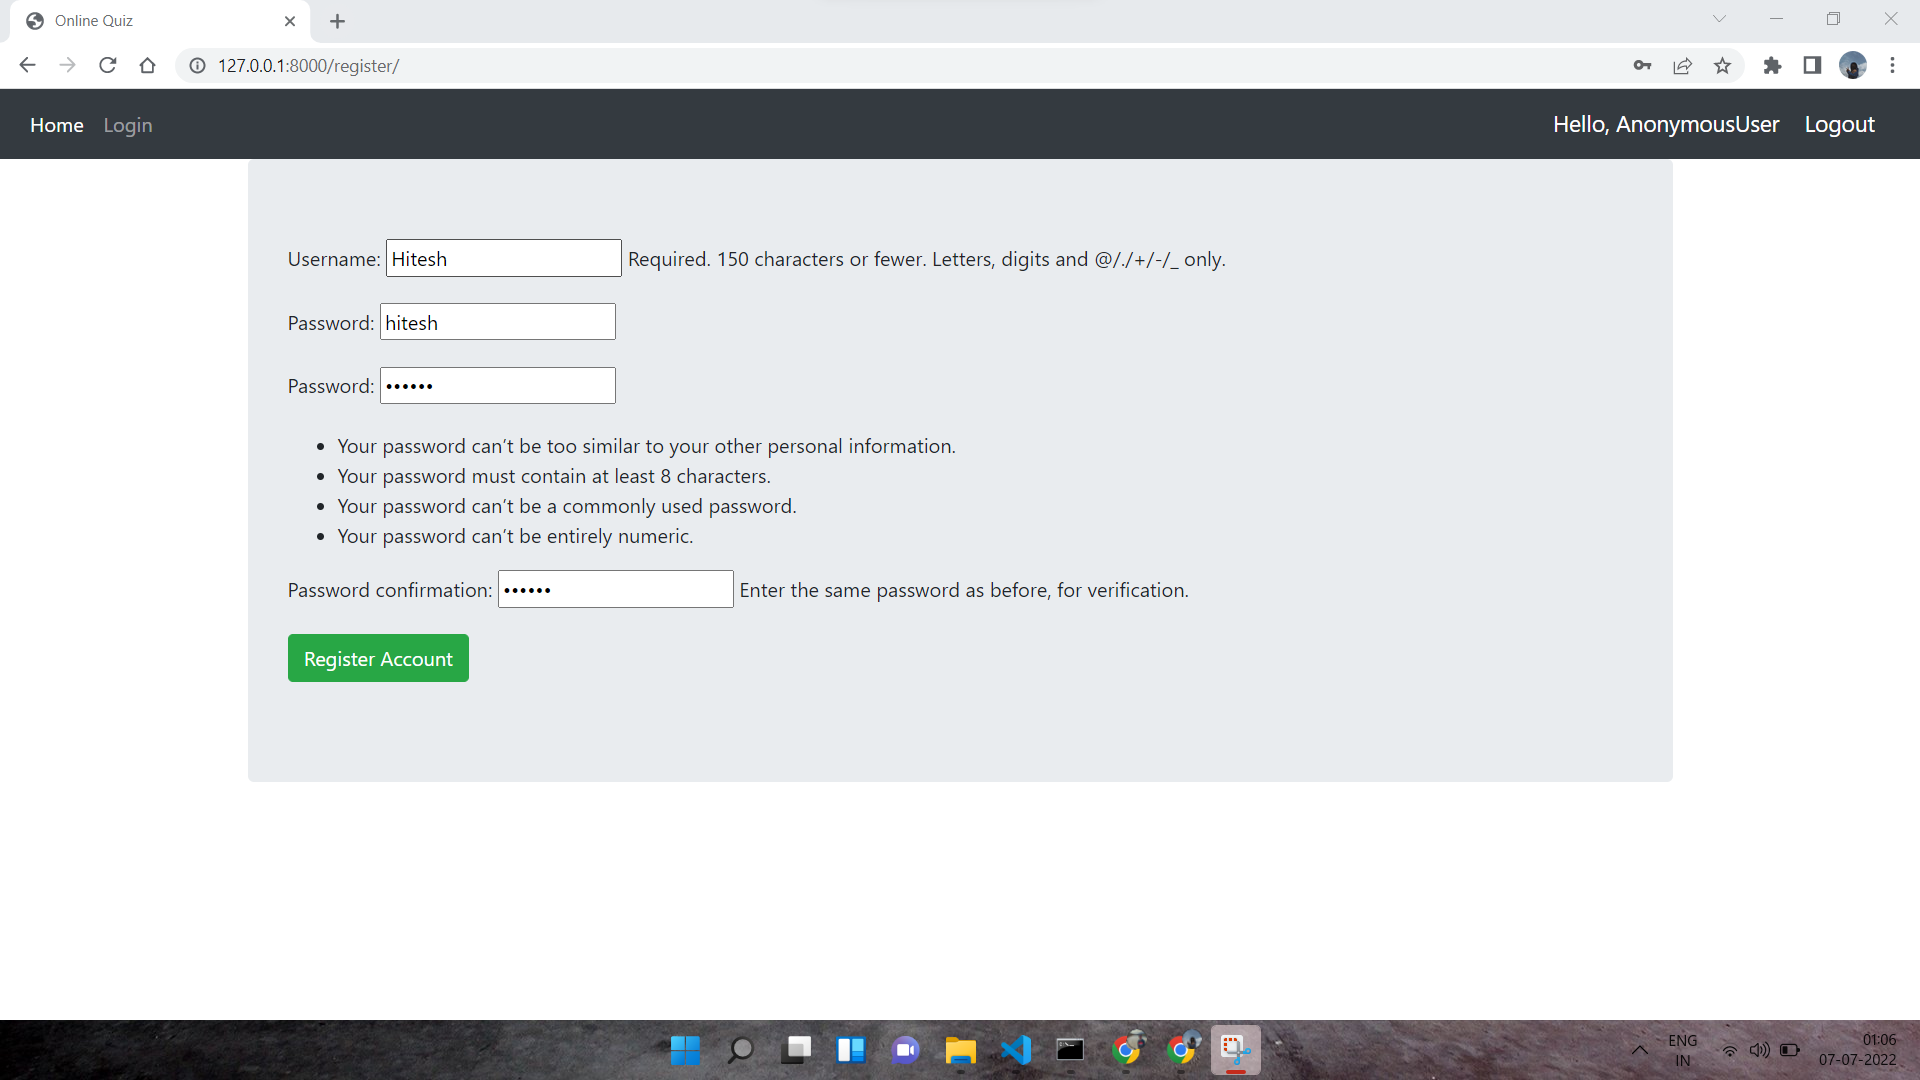 Online Quiz
127.0.0.1:8000/register/
Home Login Hello, AnonymousUser Logout
Username: Hitesh Required. 150 characters or fewer. Letters, digits and @/./+/-/_ only.
Password: hitesh
Password: ••••••
• Your password can’t be too similar to your other personal information.
• Your password must contain at least 8 characters.
• Your password can’t be a commonly used password.
• Your password can’t be entirely numeric.
Password confirmation: •••••• Enter the same password as before, for verification.
Register Account
ENG 01:06
IN 07-07-2022